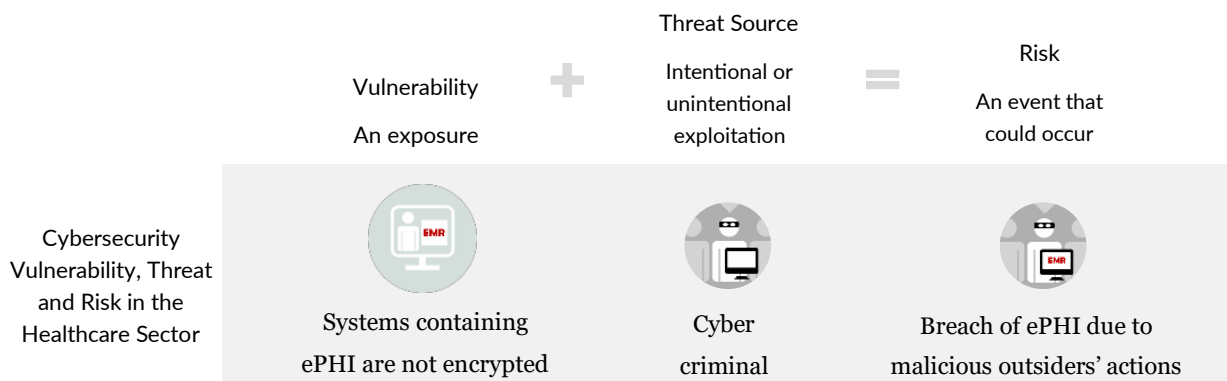 Vulnerability
An exposure
+
Threat Source
Intentional or
unintentional
exploitation
=
Risk
An event that
could occur
Cybersecurity
Vulnerability, Threat
and Risk in the
Healthcare Sector
EMR
Systems containing
ePHI are not encrypted
Cyber
criminal
EMR
Breach of ePHI due to
malicious outsiders’ actions